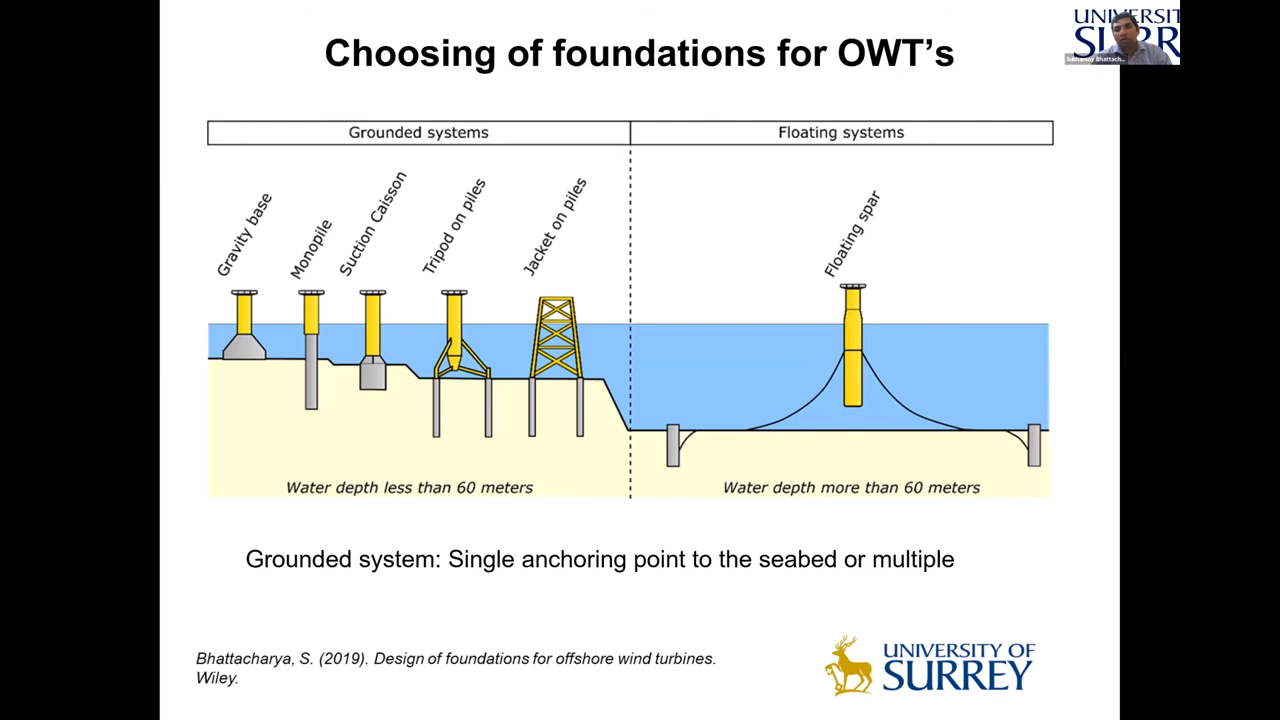 Choosing of foundations for OWT's
UNIVERSIT
Subhamoy Bhattach...
Grounded systems
Floating systems
Gravity base
Monopile
Suction Caisson
Tripod on piles
Jacket on piles
Floating spar
Water depth less than 60 meters
Water depth more than 60 meters
Grounded system: Single anchoring point to the seabed or multiple
Bhattacharya, S. (2019). Design of foundations for offshore wind turbines.
Wiley.
UNIVERSITY OF
SURREY